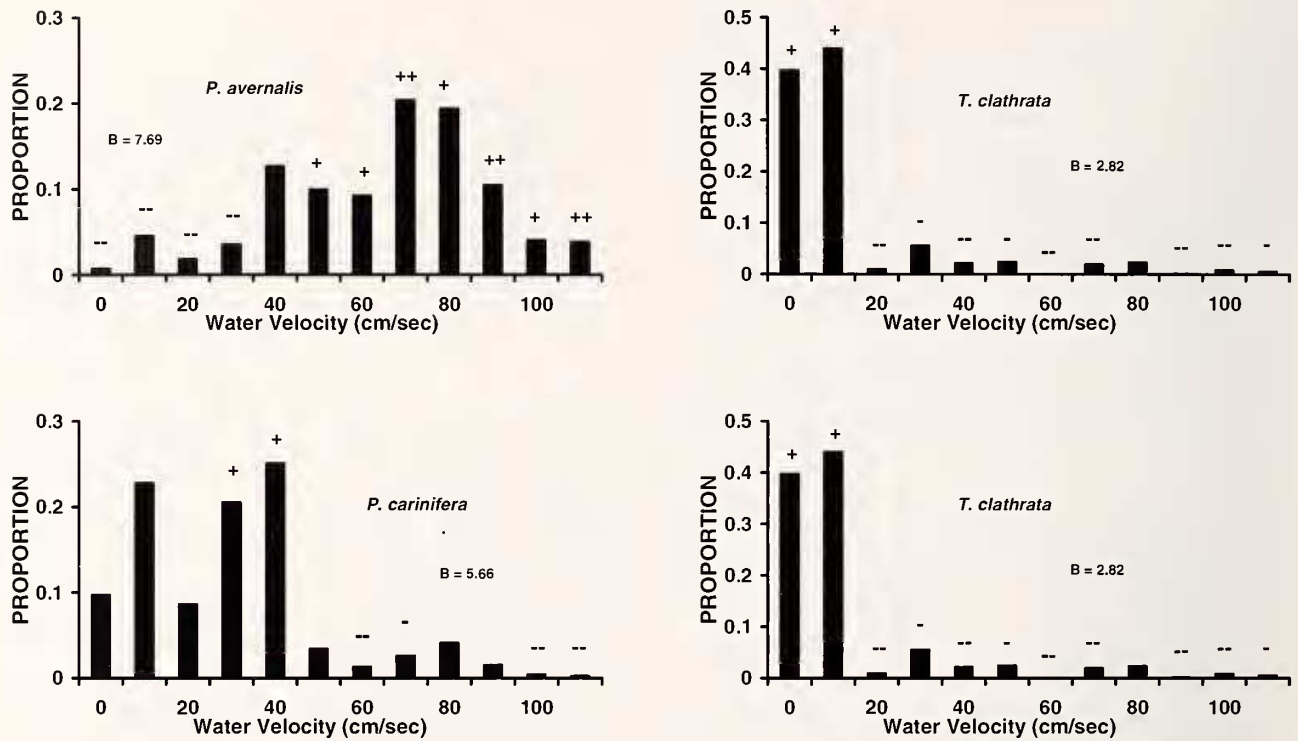 0.3
0.2
0.1
0
PROPORTION
P. avernalis
B = 7.69
-- -- -- -- + + ++ + ++ + ++
0 20 40 60 80 100
Water Velocity (cm/sec)
0.5
0.4
0.3
0.2
0.1
0
PROPORTION
T. clathrata
B = 2.82
+ + -- - -- - -- -- -- -- -
0 20 40 60 80 100
Water Velocity (cm/sec)
0.3
0.2
0.1
0
PROPORTION
P. carinifera
B = 5.66
+ + -- - -- --
0 20 40 60 80 100
Water Velocity (cm/sec)
0.5
0.4
0.3
0.2
0.1
0
PROPORTION
T. clathrata
B = 2.82
+ + -- - -- - -- -- -- -- -
0 20 40 60 80 100
Water Velocity (cm/sec)